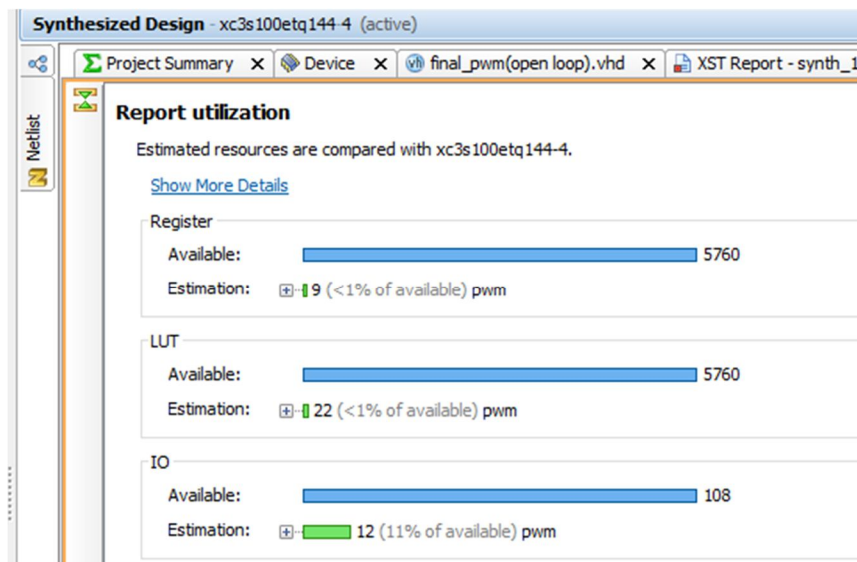 Synthesized Design - xc3s100etq144-4 (active)
Project Summary Device final_pwm(open loop).vhd XST Report - synth_1
Netlist
Report utilization
Estimated resources are compared with xc3s100etq144-4.
Show More Details
Register
Available: 5760
Estimation: 9 (<1% of available) pwm
LUT
Available: 5760
Estimation: 22 (<1% of available) pwm
IO
Available: 108
Estimation: 12 (11% of available) pwm